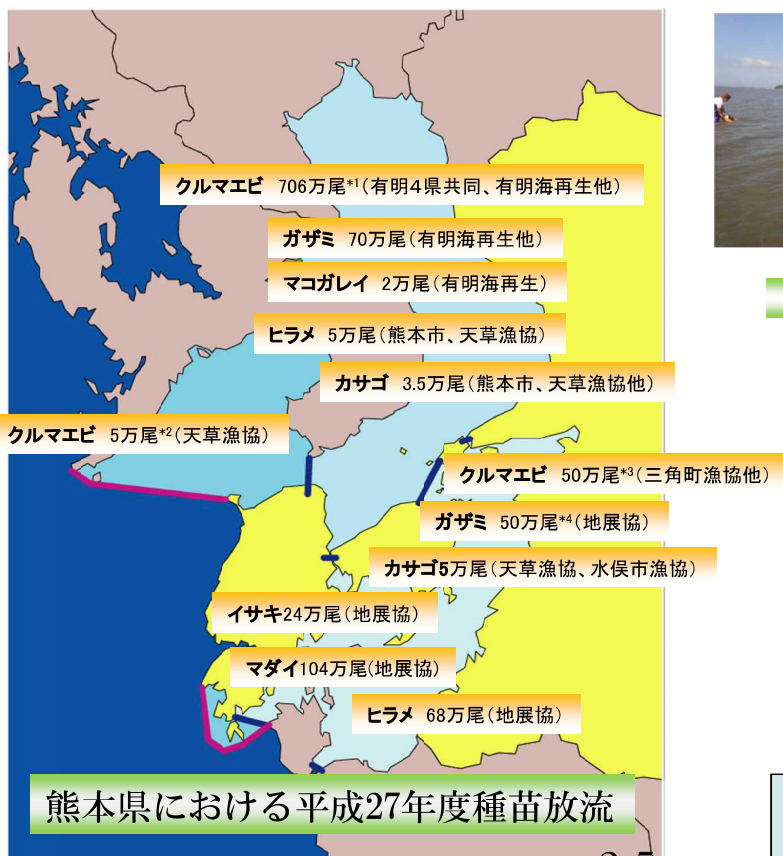 クルマエビ 706万尾*1(有明4県共同、有明海再生他)
ガザミ 70万尾(有明海再生他)
マコガレイ 2万尾(有明海再生)
ヒラメ 5万尾(熊本市、天草漁協)
カサゴ 3.5万尾(熊本市、天草漁協他)
クルマエビ 5万尾*2(天草漁協)
クルマエビ 50万尾*3(三角町漁協他)
ガザミ 50万尾*4(地展協)
カサゴ5万尾(天草漁協、水俣市漁協)
イサキ24万尾(地展協)
マダイ104万尾(地展協)
ヒラメ 68万尾(地展協)
熊本県における平成27年度種苗放流